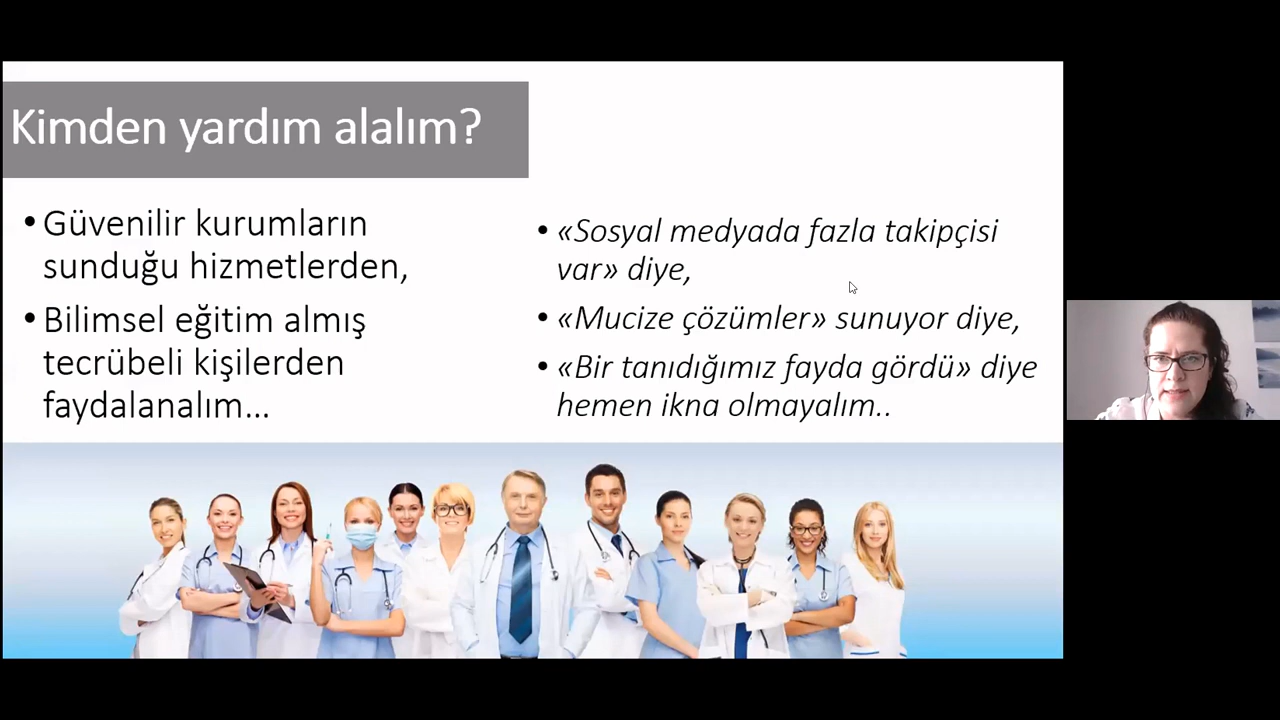 Kimden yardım alalım?
• Güvenilir kurumların
sunduğu hizmetlerden,
• Bilimsel eğitim almış
tecrübeli kişilerden
faydalanalım...
• «Sosyal medyada fazla takipçisi
var» diye,
• «Mucize çözümler» sunuyor diye,
• «Bir tanıdığımız fayda gördü» diye
hemen ikna olmayalım..